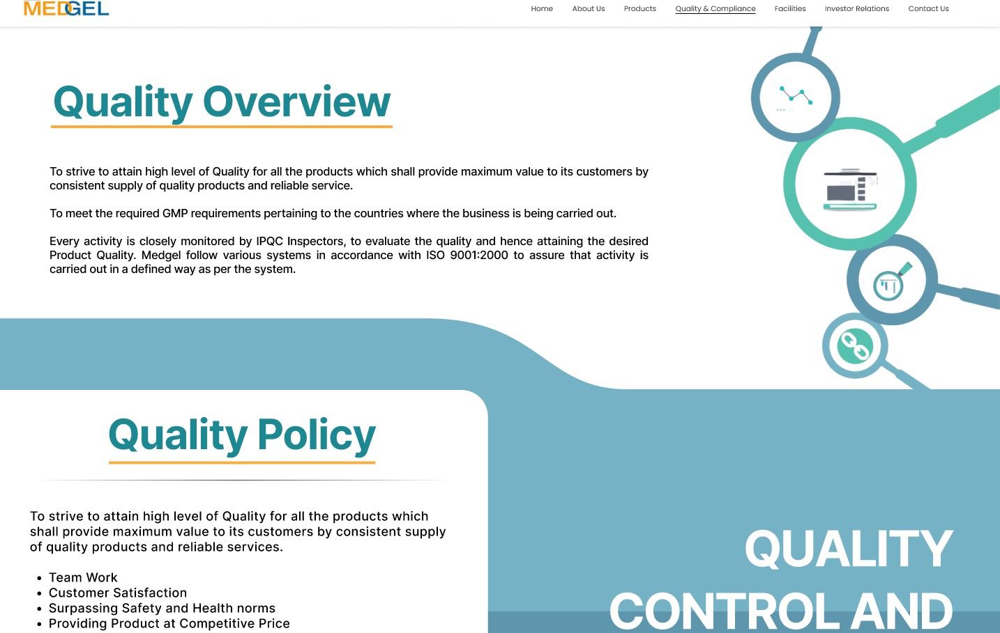 MEDGEL
Home About Us Products Quality & Compliance Facilities Investor Relations Contact Us
Quality Overview
To strive to attain high level of Quality for all the products which shall provide maximum value to its customers by
consistent supply of quality products and reliable service.
To meet the required GMP requirements pertaining to the countries where the business is being carried out.
Every activity is closely monitored by IPQC Inspectors, to evaluate the quality and hence attaining the desired
Product Quality. Medgel follow various systems in accordance with ISO 9001:2000 to assure that activity is
carried out in a defined way as per the system.
Quality Policy
To strive to attain high level of Quality for all the products which
shall provide maximum value to its customers by consistent supply
of quality products and reliable services.
• Team Work
• Customer Satisfaction
• Surpassing Safety and Health norms
• Providing Product at Competitive Price
QUALITY
CONTROL AND